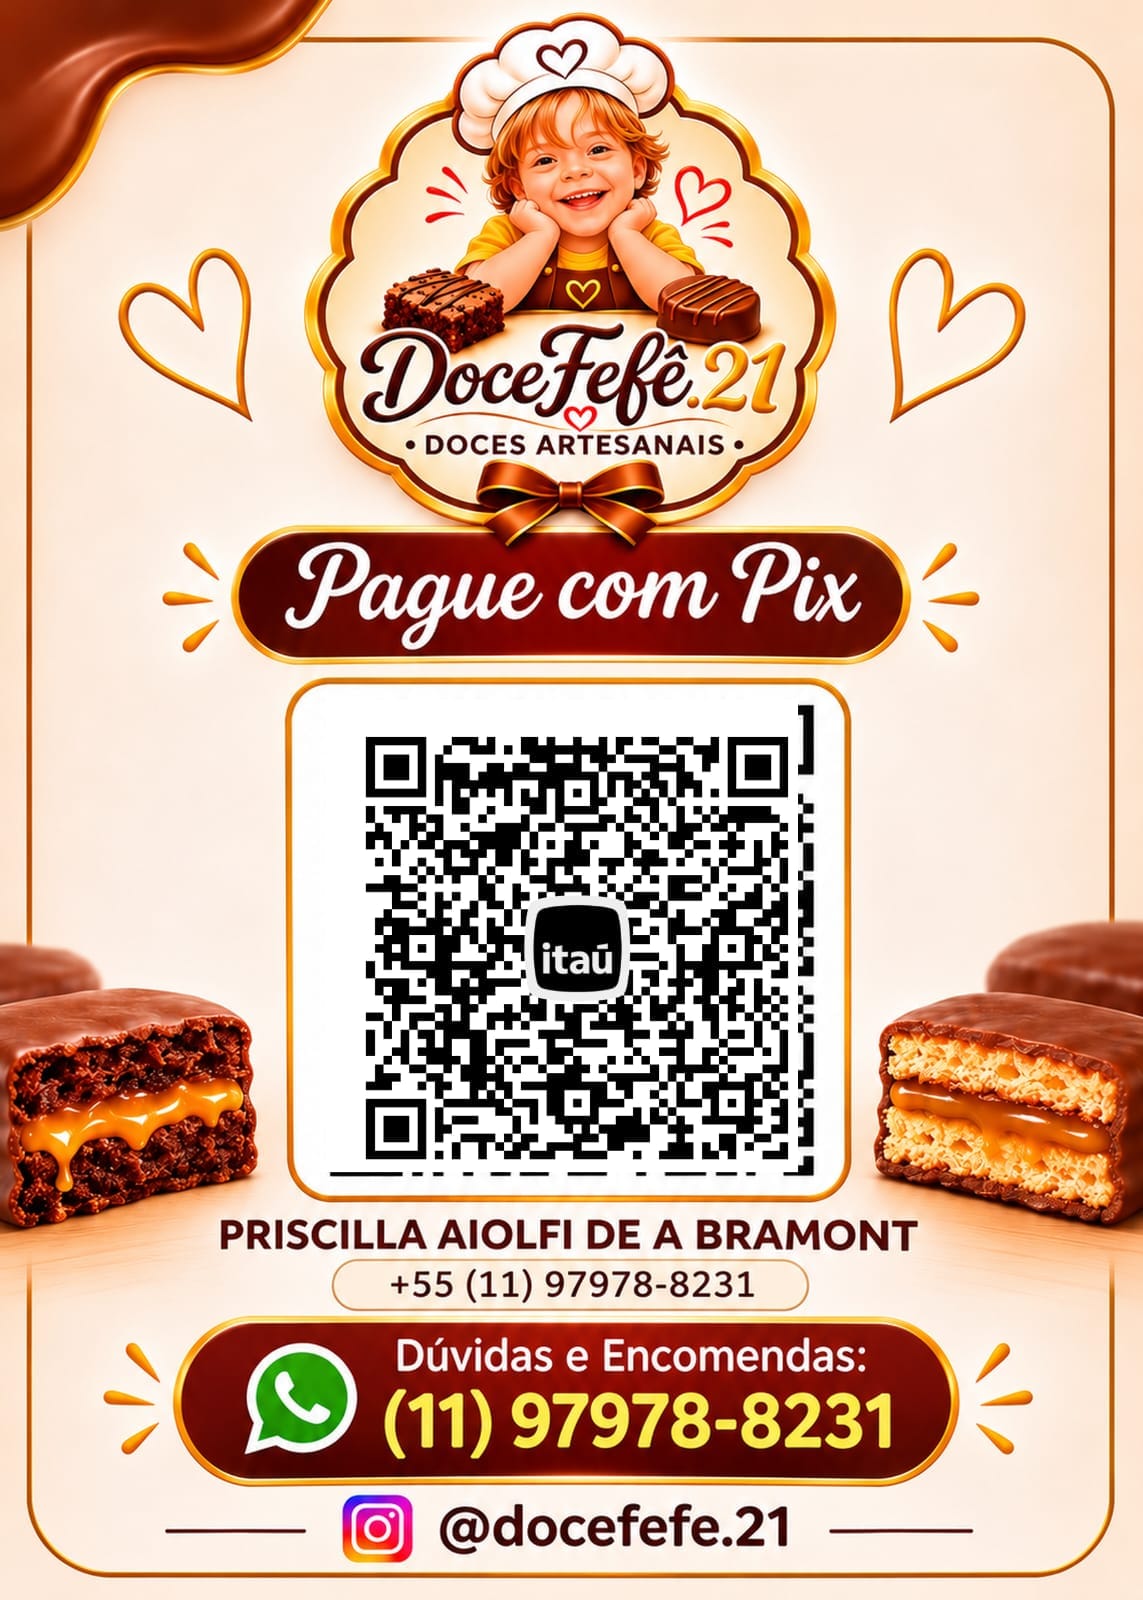 DoceFefê.21
• DOCES ARTESANAIS •
Pague com Pix
itaú
PRISCILLA AIOLFI DE A BRAMONT
+55 (11) 97978-8231
Dúvidas e Encomendas:
(11) 97978-8231
@docefefe.21